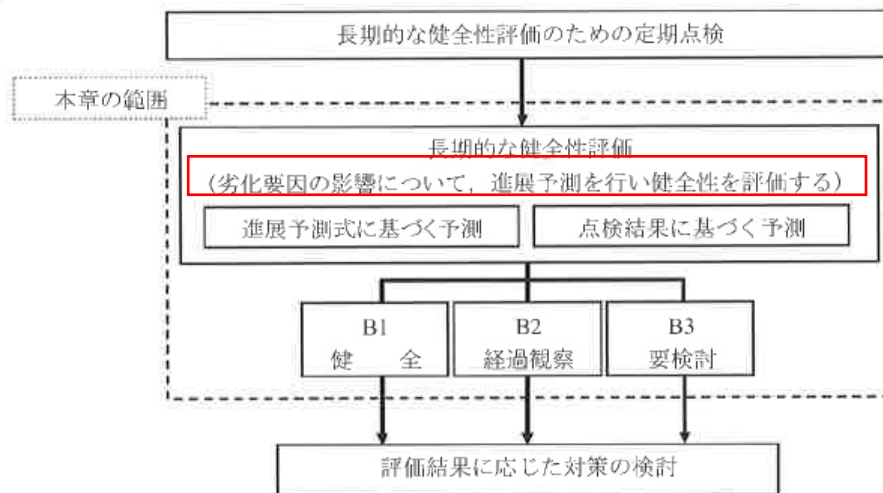 長期的な健全性評価のための定期点検
本章の範囲
長期的な健全性評価
(劣化要因の影響について，進展予測を行い健全性を評価する)
進展予測式に基づく予測
点検結果に基づく予測
B1
健　全
B2
経過観察
B3
要検討
評価結果に応じた対策の検討